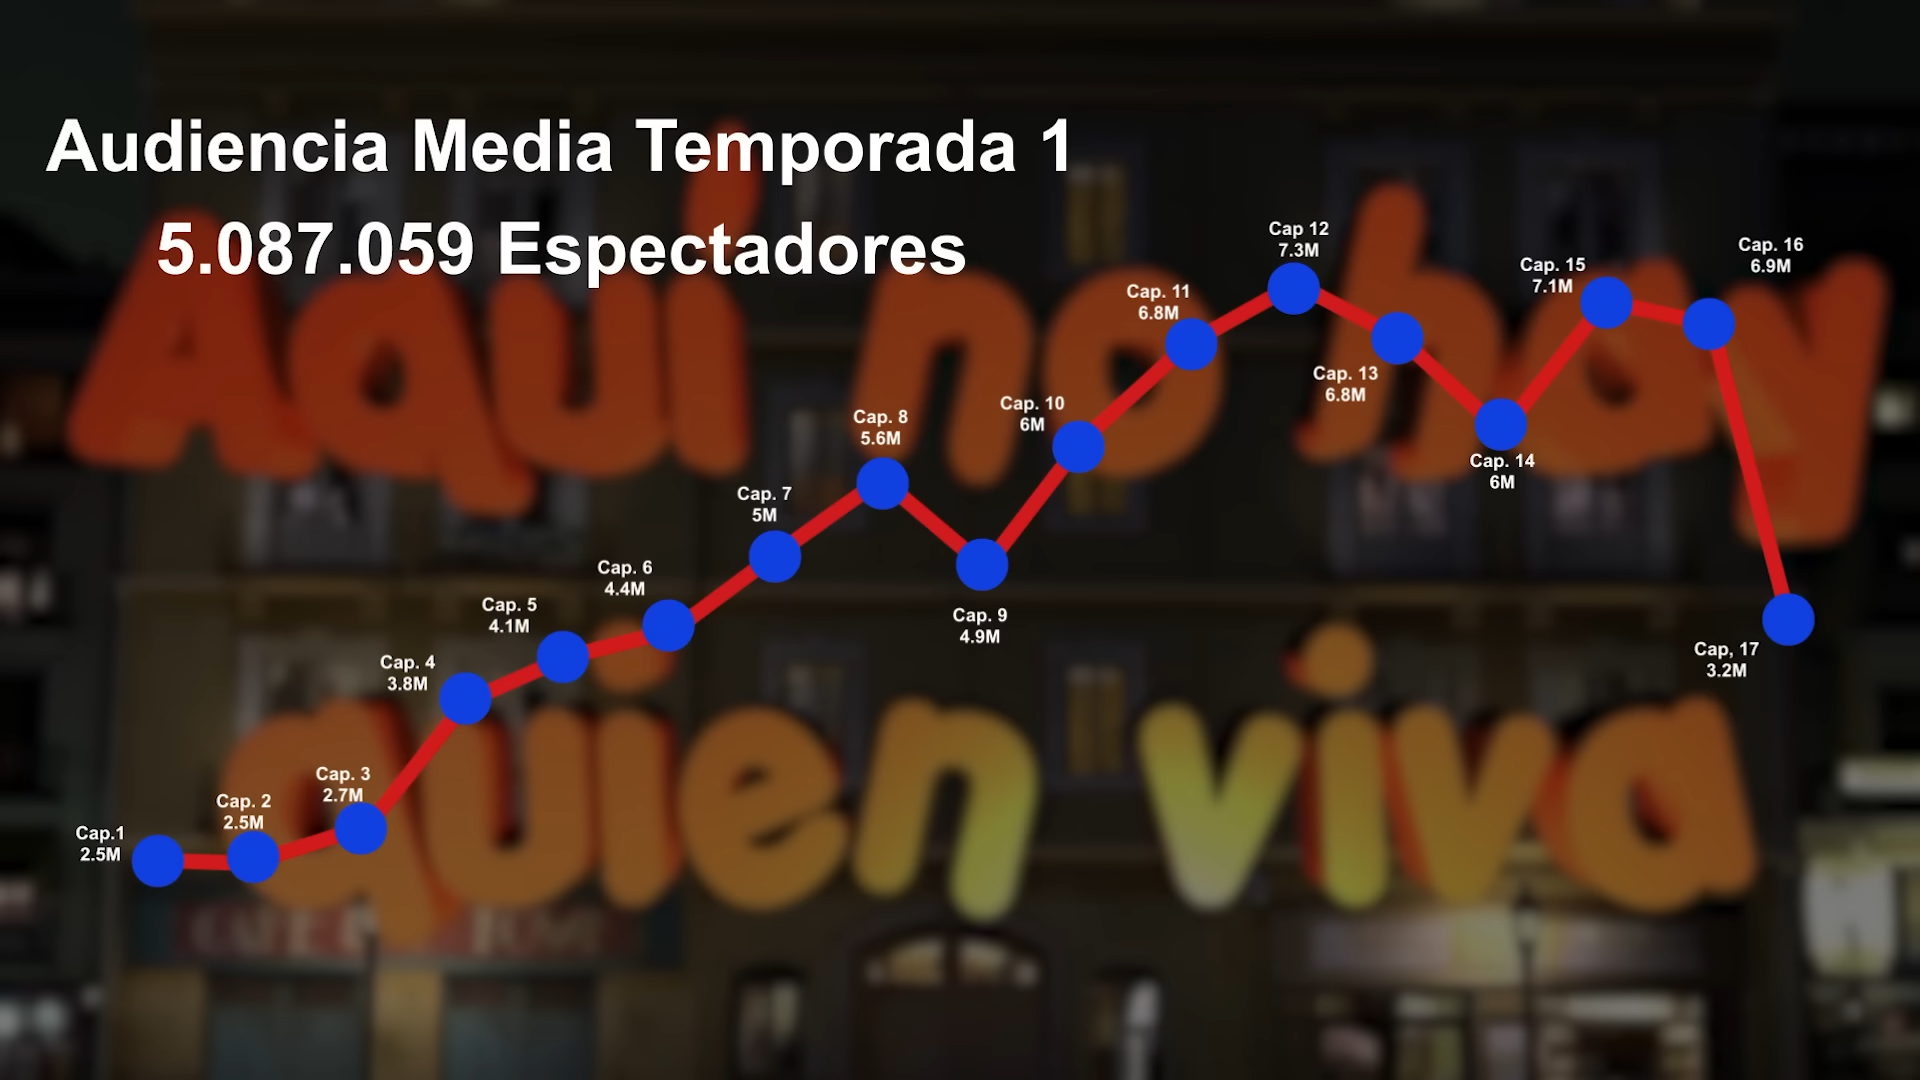 Audiencia Media Temporada 1
5.087.059 Espectadores
Aquí no hay
quien viva
Cap.1
2.5M
Cap. 2
2.5M
Cap. 3
2.7M
Cap. 4
3.8M
Cap. 5
4.1M
Cap. 6
4.4M
Cap. 7
5M
Cap. 8
5.6M
Cap. 9
4.9M
Cap. 10
6M
Cap. 11
6.8M
Cap 12
7.3M
Cap. 13
6.8M
Cap. 14
6M
Cap. 15
7.1M
Cap. 16
6.9M
Cap, 17
3.2M